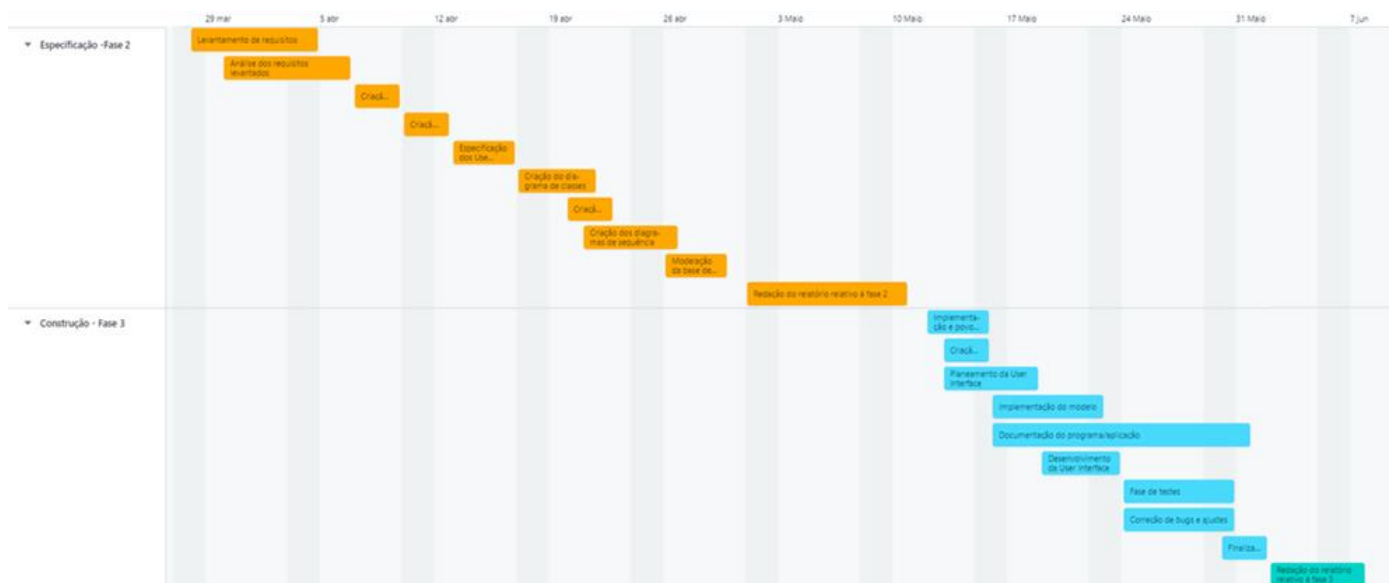 29 mar 5 abr 12 abr 19 abr 26 abr 3 Maio 10 Maio 17 Maio 24 Maio 31 Maio 7 jun
Especificação -Fase 2
Levantamento de requisitos
Análise dos requisitos
levantados
Criaçã...
Criaçã...
Especificação
dos Use...
Criação do dia-
grama de classes
Criaçã...
Criação dos diagra-
mas de sequência
Moderação
da base de...
Redação do relatório relativo à fase 2
Construção - Fase 3
Implementa-
ção e povo...
Criaçã...
Planeamento da User
Interface
Implementação do modelo
Documentação do programa/aplicação
Desenvolvimento
da User Interface
Fase de testes
Correção de bugs e ajustes
Finaliza...
Redação do relatório
relativo à fase 3